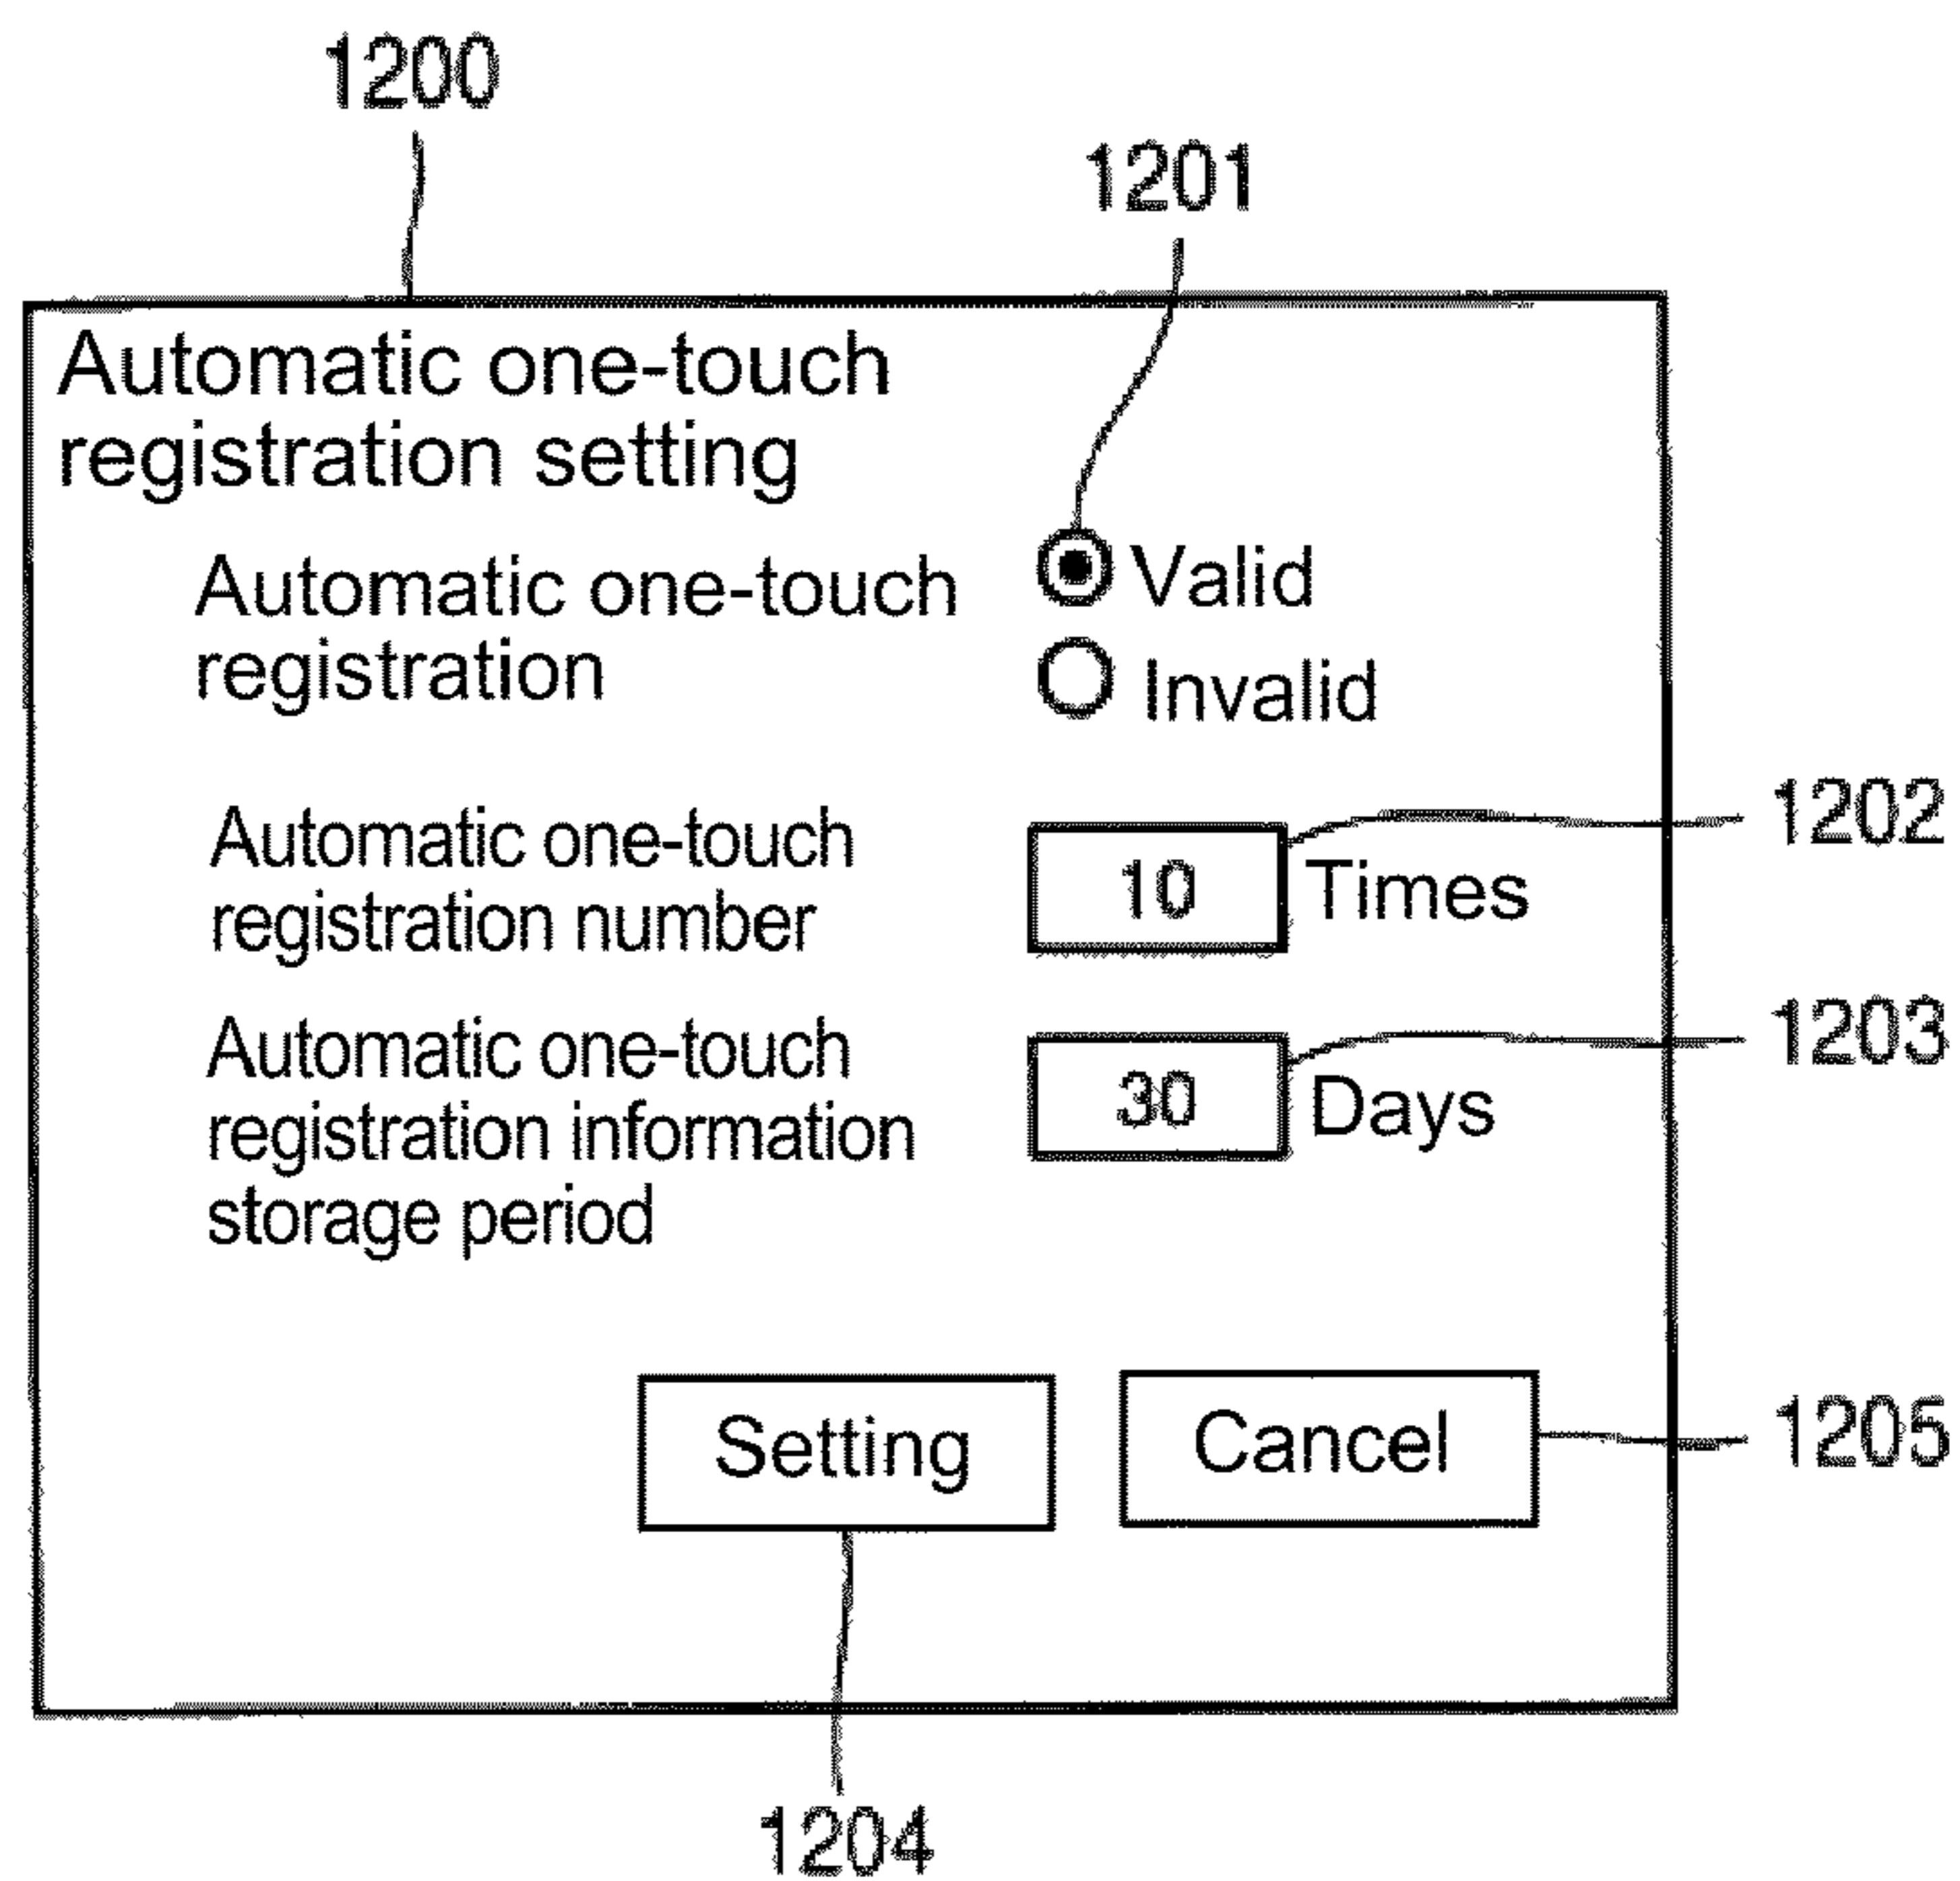 1200
1201
Automatic one-touch
registration setting
Automatic one-touch
registration
Valid
Invalid
Automatic one-touch
registration number
10 Times
1202
Automatic one-touch
registration information
storage period
30 Days
1203
Setting
Cancel
1205
1204